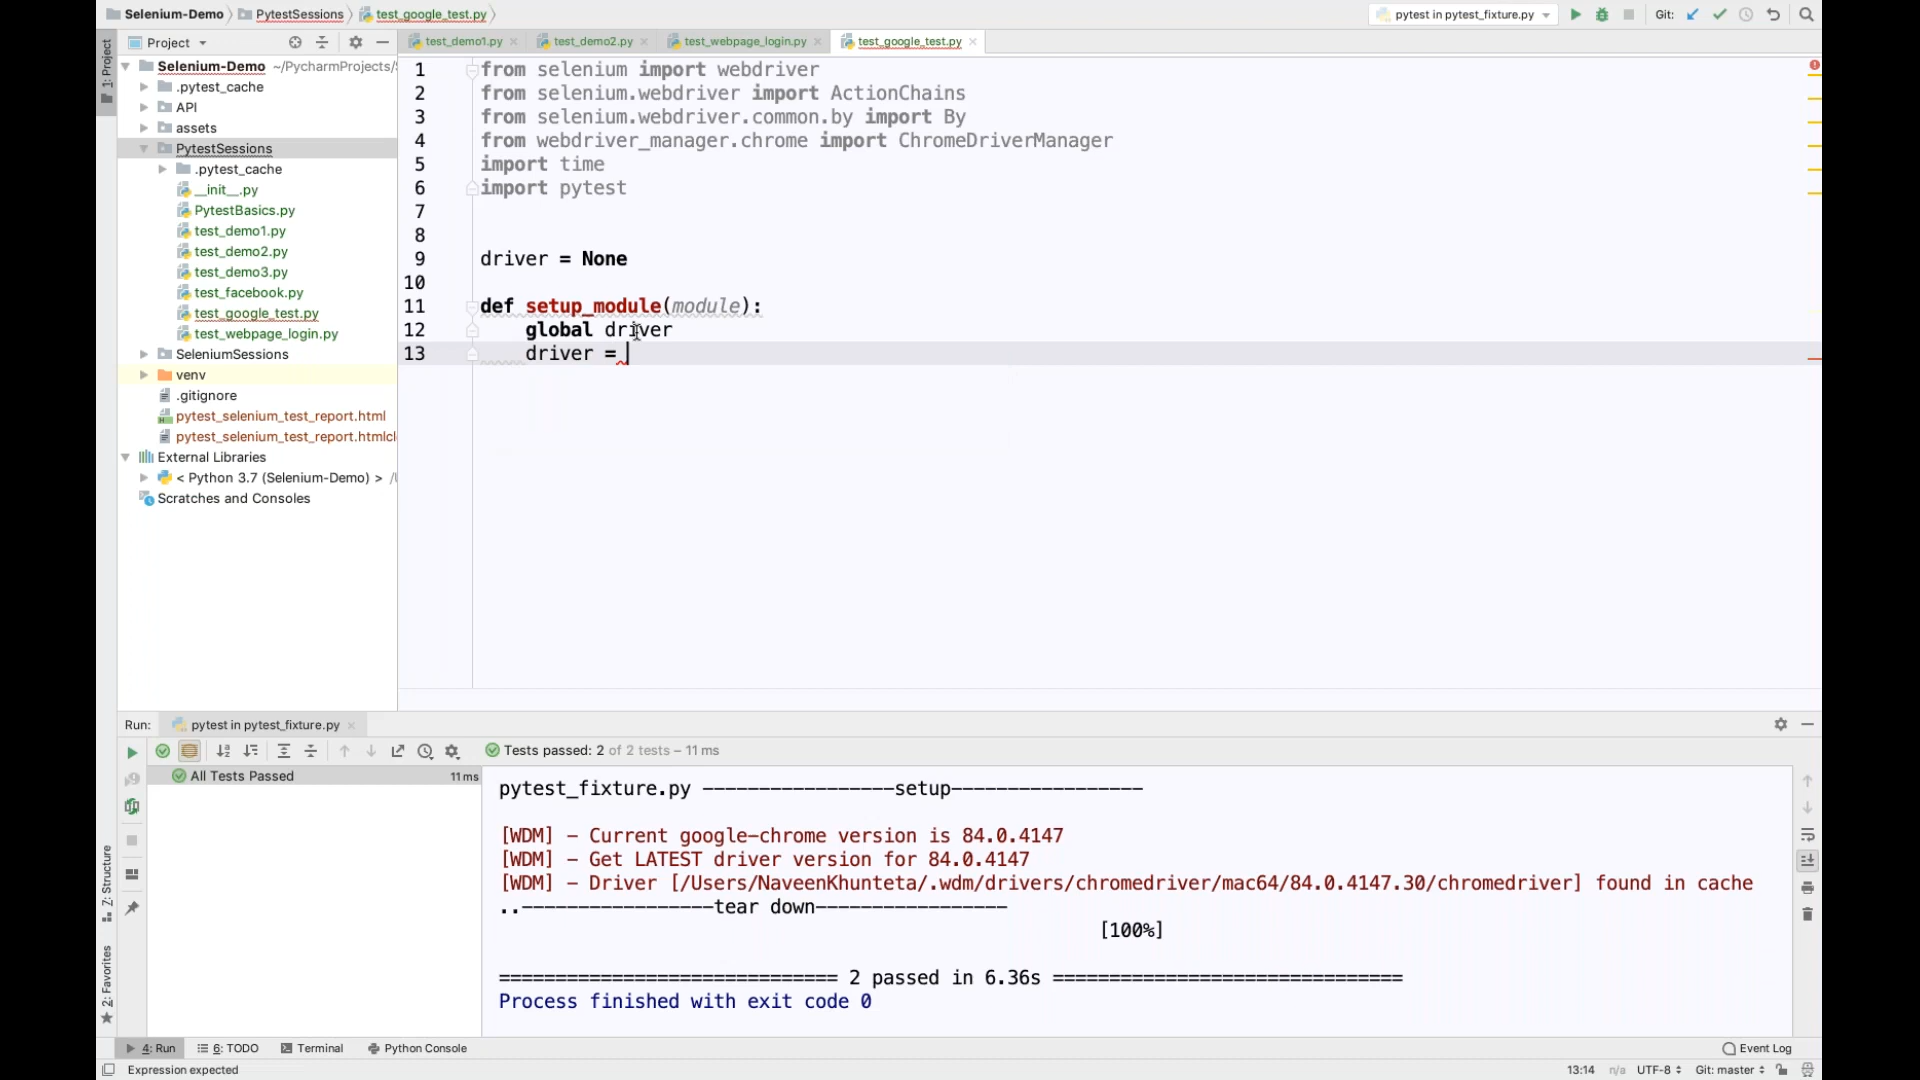 Selenium-Demo PytestSessions test_google_test.py pytest in pytest_fixture.py Git:
Project
test_demo1.py test_demo2.py test_webpage_login.py test_google_test.py
1: Project
Selenium-Demo ~/PycharmProjects/S
.pytest_cache
API
assets
PytestSessions
.pytest_cache
__init__.py
PytestBasics.py
test_demo1.py
test_demo2.py
test_demo3.py
test_facebook.py
test_google_test.py
test_webpage_login.py
SeleniumSessions
venv
.gitignore
pytest_selenium_test_report.html
pytest_selenium_test_report.htmlcl
External Libraries
< Python 3.7 (Selenium-Demo) > /U
Scratches and Consoles
1 from selenium import webdriver
2 from selenium.webdriver import ActionChains
3 from selenium.webdriver.common.by import By
4 from webdriver_manager.chrome import ChromeDriverManager
5 import time
6 import pytest
7
8
9 driver = None
10
11 def setup_module(module):
12 global driver
13 driver =
Run: pytest in pytest_fixture.py
Tests passed: 2 of 2 tests – 11 ms
All Tests Passed 11 ms
pytest_fixture.py -----------------setup-----------------
[WDM] - Current google-chrome version is 84.0.4147
[WDM] - Get LATEST driver version for 84.0.4147
[WDM] - Driver [/Users/NaveenKhunteta/.wdm/drivers/chromedriver/mac64/84.0.4147.30/chromedriver] found in cache
..-----------------tear down-----------------
[100%]
============================== 2 passed in 6.36s ===============================
Process finished with exit code 0
Z: Structure
2: Favorites
4: Run 6: TODO Terminal Python Console Event Log
Expression expected 13:14 n/a UTF-8 Git: master